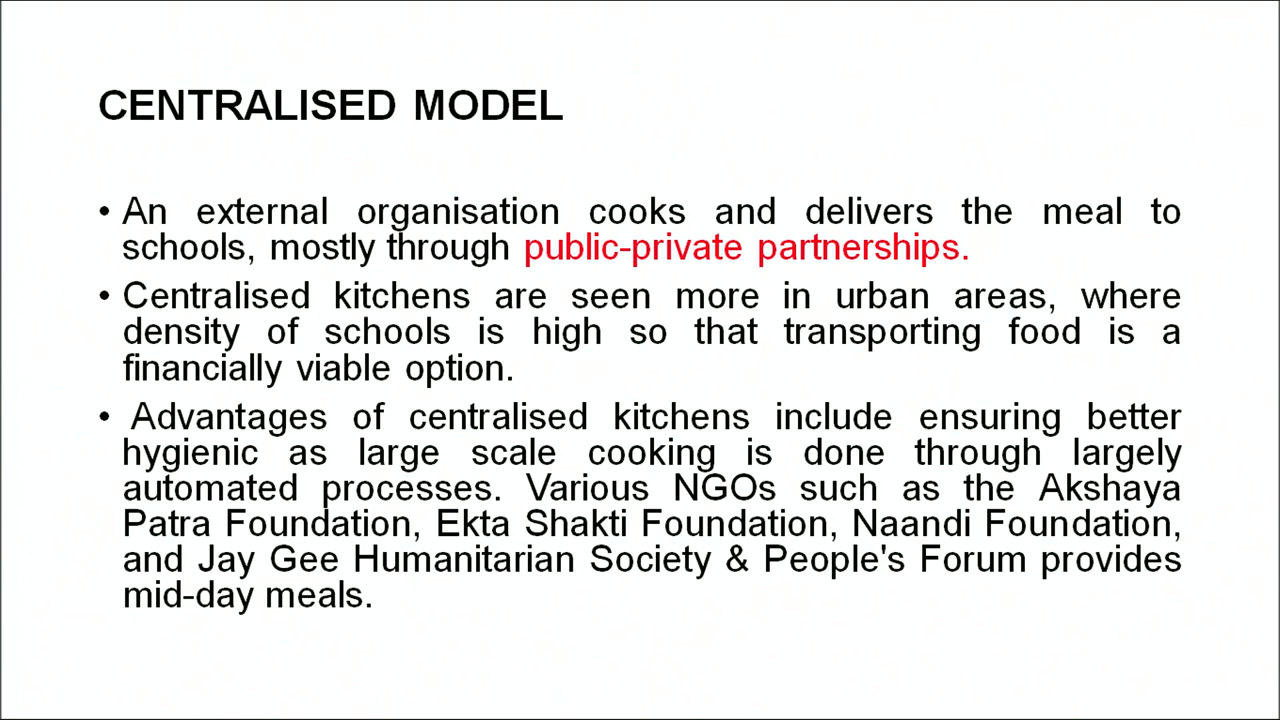 CENTRALISED MODEL
• An external organisation cooks and delivers the meal to
schools, mostly through public-private partnerships.
• Centralised kitchens are seen more in urban areas, where
density of schools is high so that transporting food is a
financially viable option.
• Advantages of centralised kitchens include ensuring better
hygienic as large scale cooking is done through largely
automated processes. Various NGOs such as the Akshaya
Patra Foundation, Ekta Shakti Foundation, Naandi Foundation,
and Jay Gee Humanitarian Society & People's Forum provides
mid-day meals.